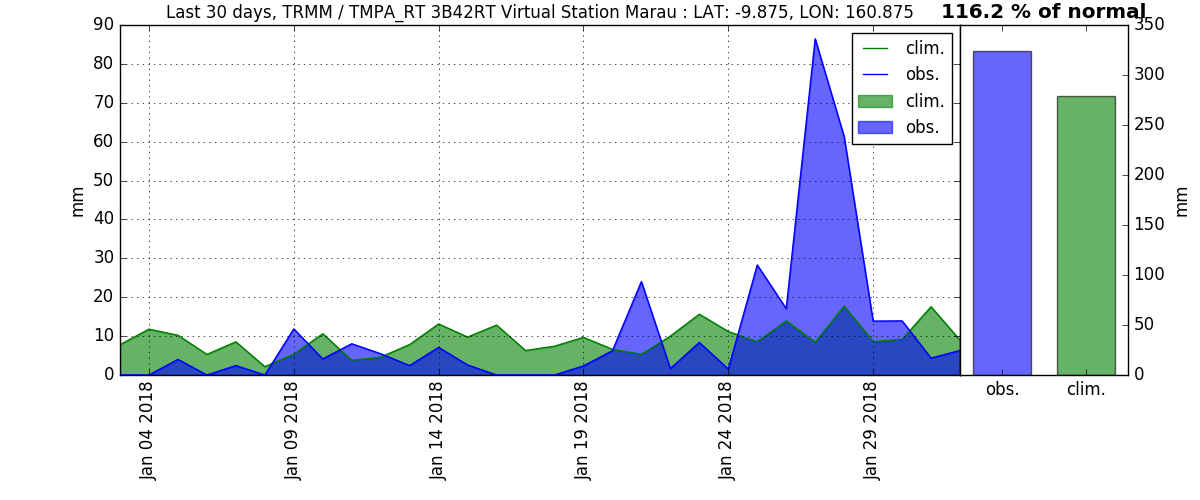 Last 30 days, TRMM / TMPA_RT 3B42RT Virtual Station Marau : LAT: -9.875, LON: 160.875
116.2 % of normal
90
80
70
60
50
40
30
20
10
0
mm
clim.
obs.
clim.
obs.
Jan 04 2018
Jan 09 2018
Jan 14 2018
Jan 19 2018
Jan 24 2018
Jan 29 2018
350
300
250
200
150
100
50
0
mm
obs.
clim.